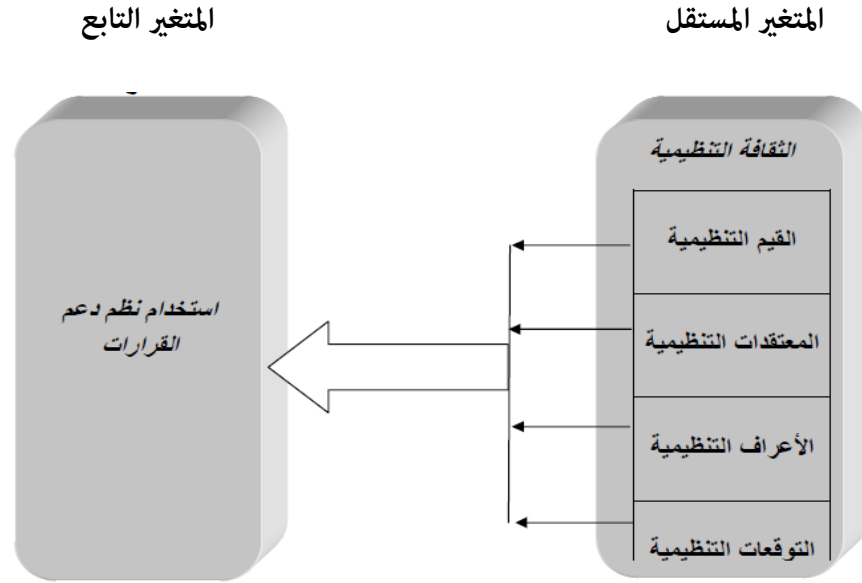 المتغير المستقل
المتغير التابع
الثقافة التنظيمية
القيم التنظيمية
المعتقدات التنظيمية
الأعراف التنظيمية
التوقعات التنظيمية
استخدام نظم دعم
القرارات